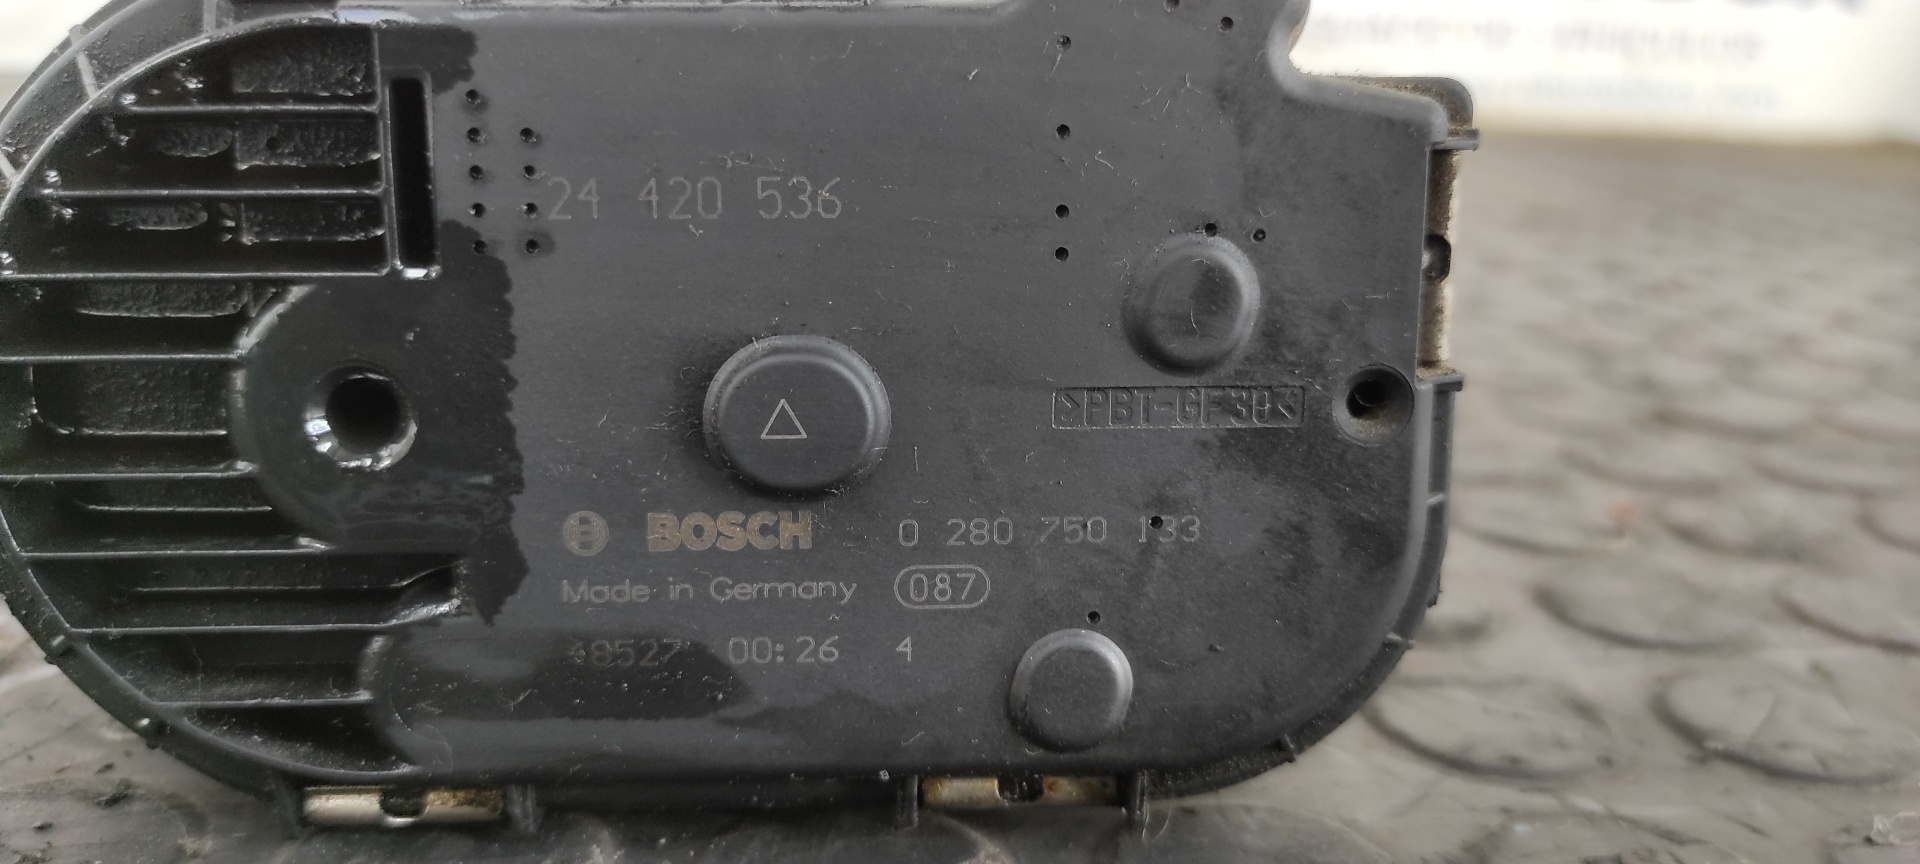 24 420 536
>PBT-GF30<
BOSCH 0 280 750 133
Made in Germany 087
48527 00:26 4